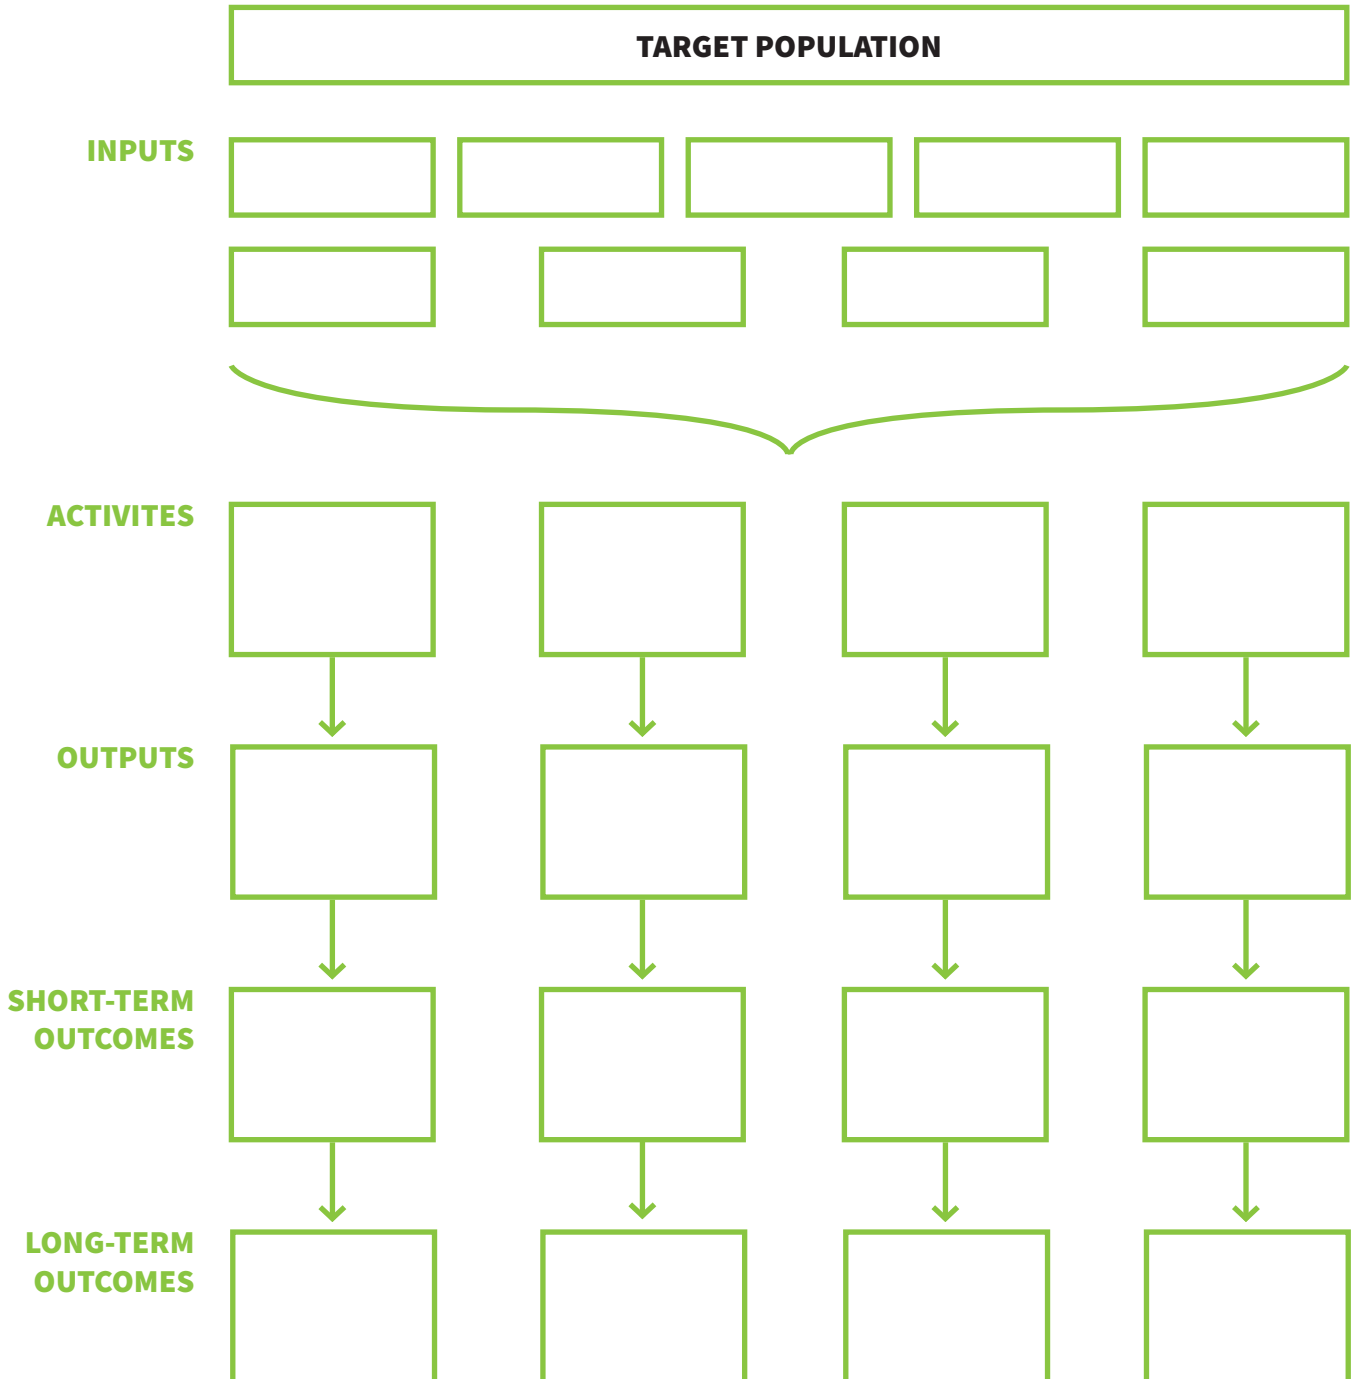 TARGET POPULATION
INPUTS
ACTIVITES
OUTPUTS
SHORT-TERM
OUTCOMES
LONG-TERM
OUTCOMES